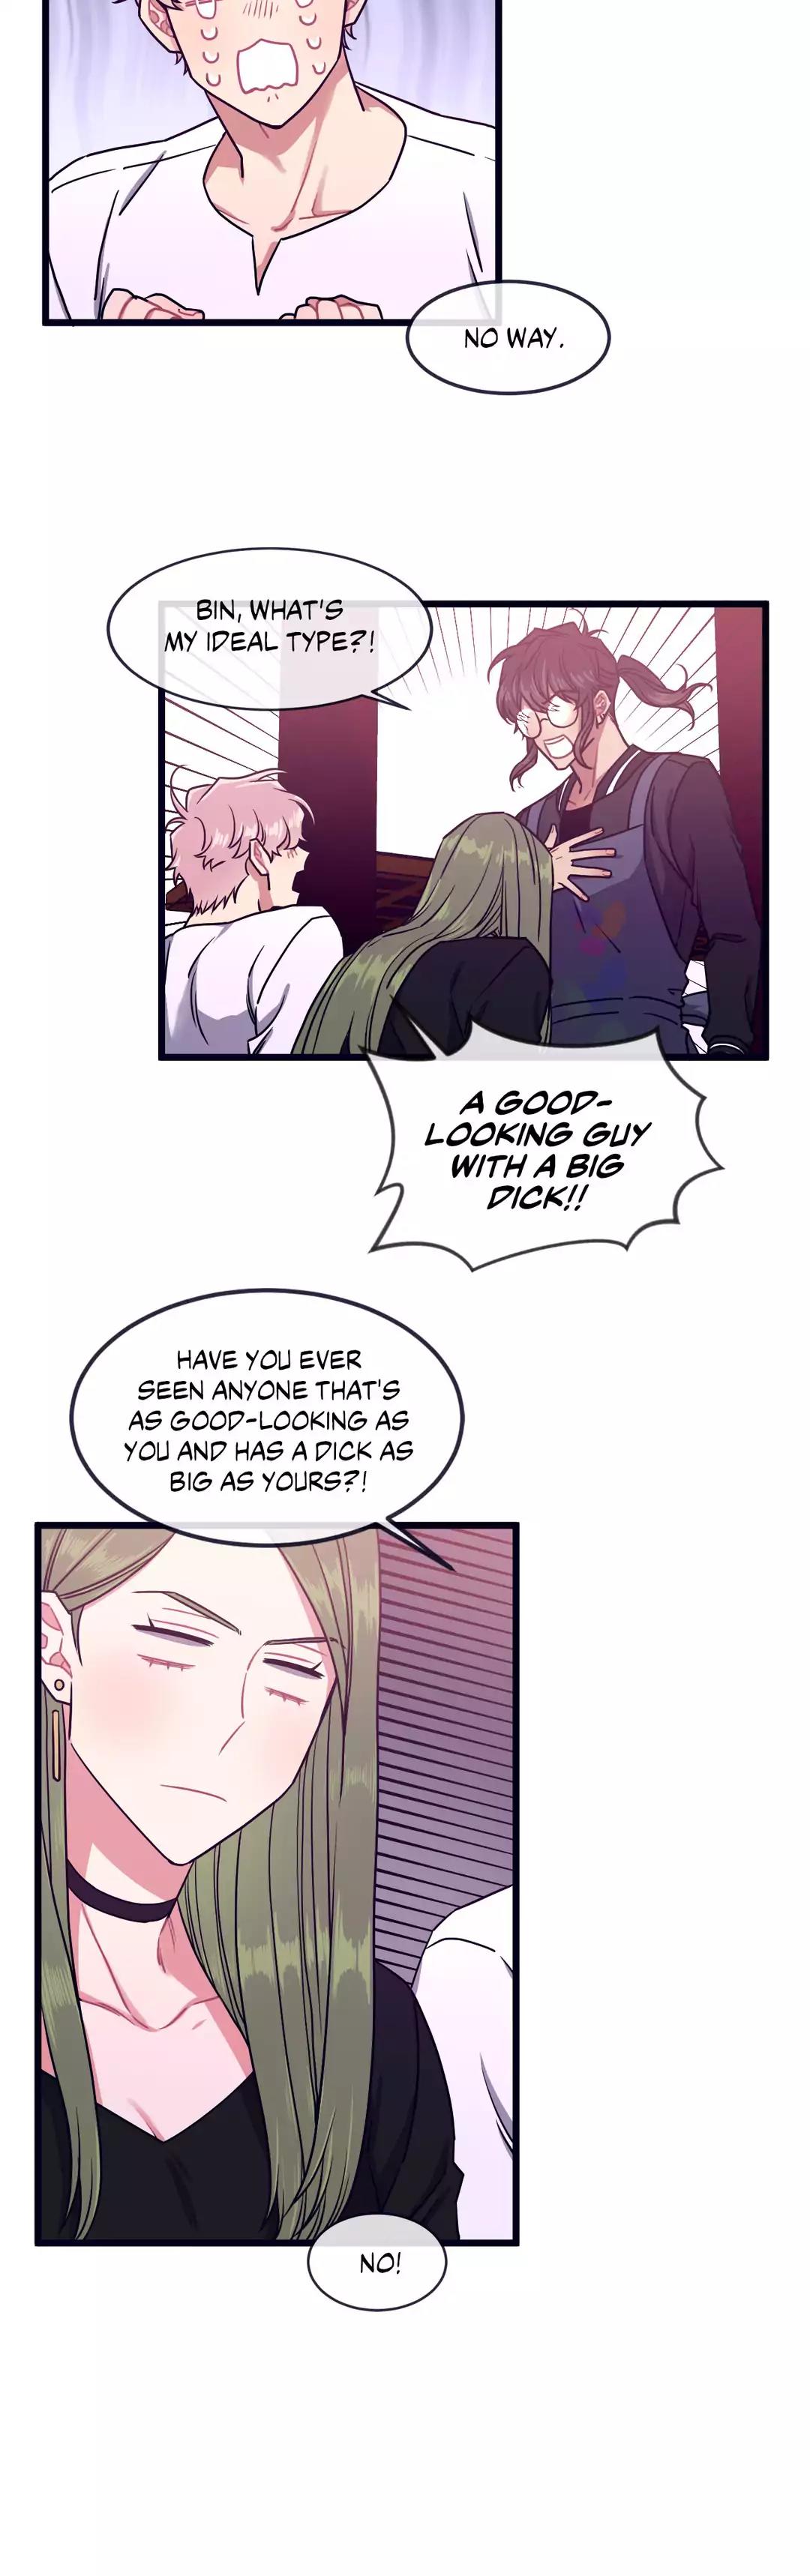 NO WAY.
BIN, WHAT'S
MY IDEAL TYPE?!
A GOOD-
LOOKING GUY
WITH A BIG
DICK!!
HAVE YOU EVER
SEEN ANYONE THAT'S
AS GOOD-LOOKING AS
YOU AND HAS A DICK AS
BIG AS YOURS?!
NO!